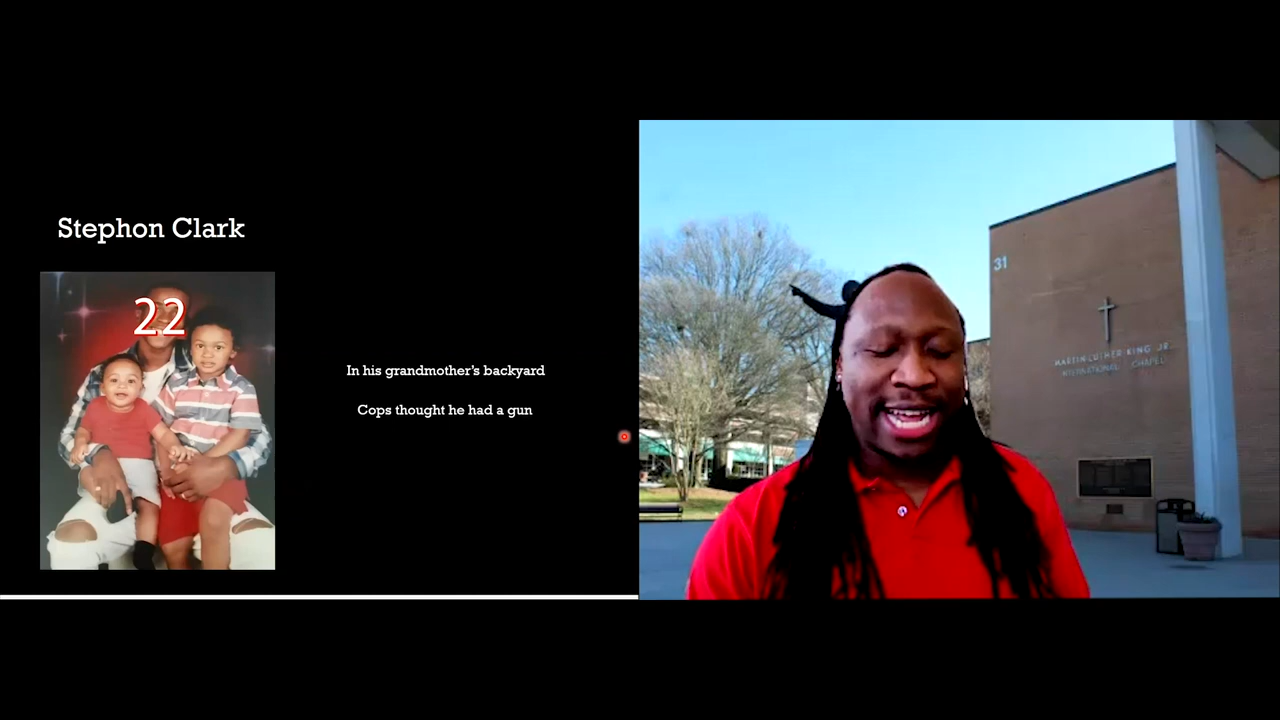 Stephon Clark
22
In his grandmother's backyard
Cops thought he had a gun
31
MARTIN LUTHER KING JR.
INTERNATIONAL CHAPEL